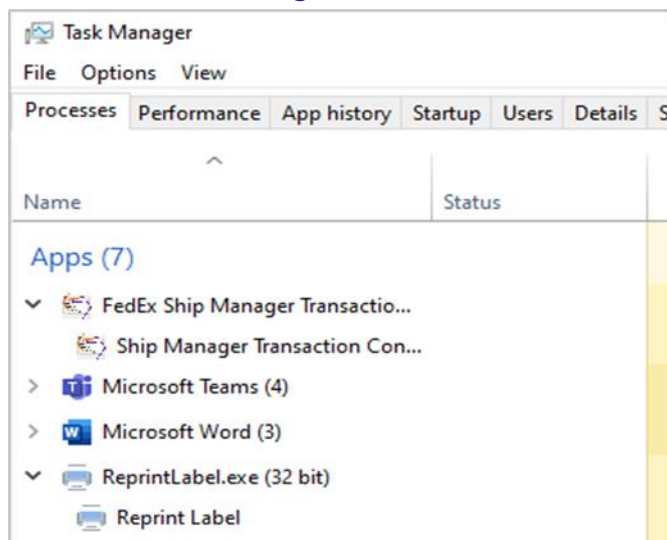 Task Manager
File Options View
Processes Performance App history Startup Users Details S
Name Status
Apps (7)
FedEx Ship Manager Transactio...
Ship Manager Transaction Con...
Microsoft Teams (4)
Microsoft Word (3)
ReprintLabel.exe (32 bit)
Reprint Label